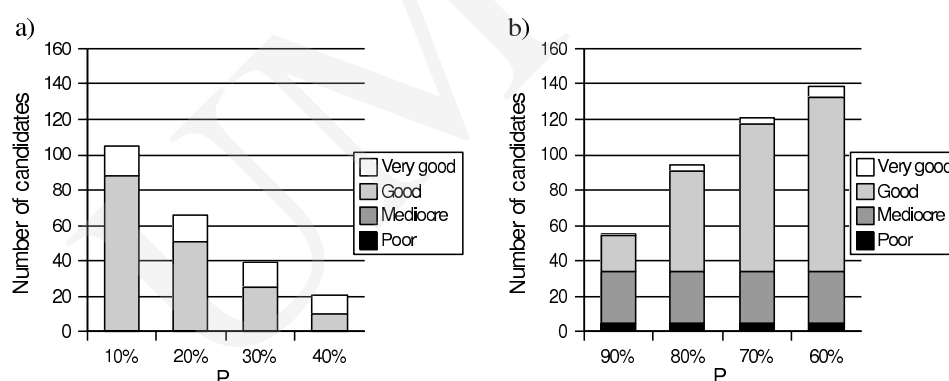 a)
160
140
120
100
80
60
40
20
0
Number of candidates
10% 20% 30% 40%
P
Very good
Good
Mediocre
Poor
b)
160
140
120
100
80
60
40
20
0
Number of candidates
90% 80% 70% 60%
P
Very good
Good
Mediocre
Poor